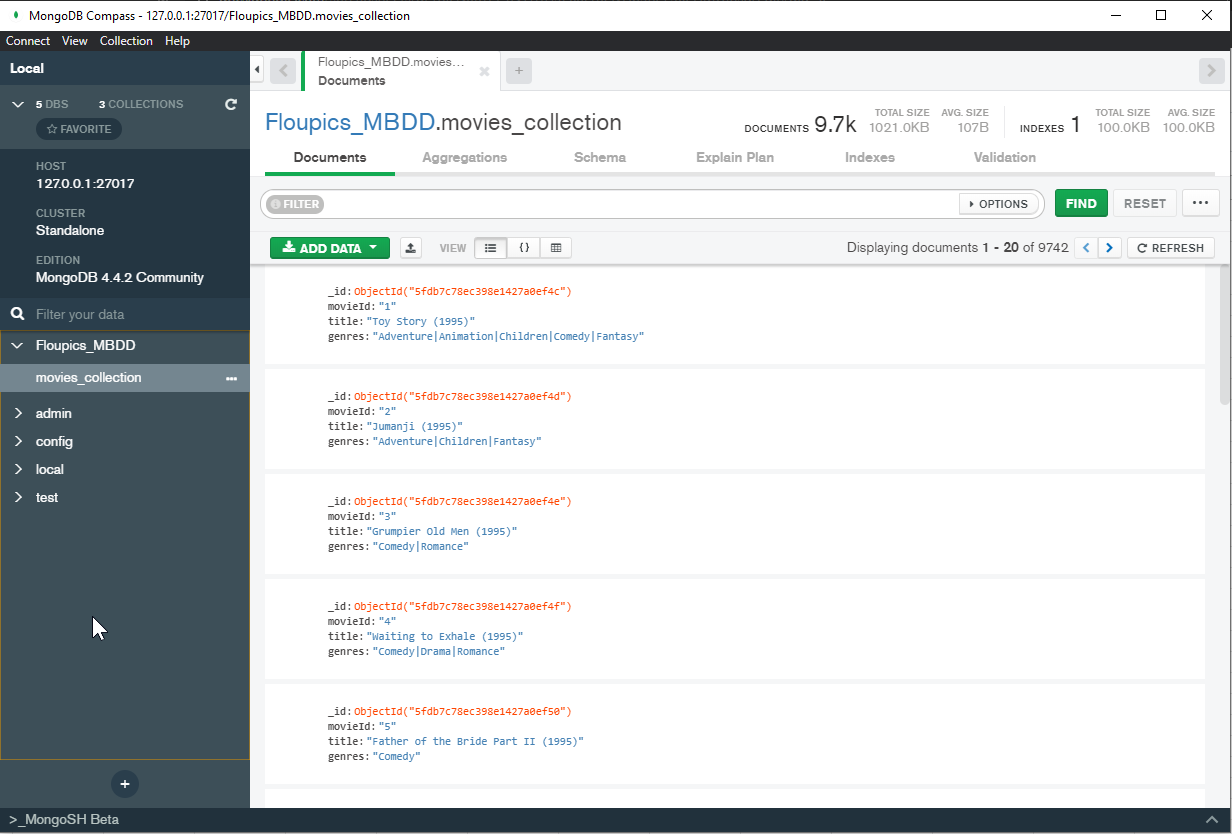 MongoDB Compass - 127.0.0.1:27017/Floupics_MBDD.movies_collection
Connect View Collection Help
Local
5 DBS 3 COLLECTIONS
FAVORITE
HOST
127.0.0.1:27017
CLUSTER
Standalone
EDITION
MongoDB 4.4.2 Community
Filter your data
Floupics_MBDD
movies_collection
admin
config
local
test
>_MongoSH Beta
Floupics_MBDD.movies...
Documents
Floupics_MBDD.movies_collection
DOCUMENTS 9.7k TOTAL SIZE 1021.0KB AVG. SIZE 107B INDEXES 1 TOTAL SIZE 100.0KB AVG. SIZE 100.0KB
Documents Aggregations Schema Explain Plan Indexes Validation
FILTER OPTIONS FIND RESET ...
ADD DATA VIEW {} Displaying documents 1 - 20 of 9742 < > REFRESH
_id: ObjectId("5fdb7c78ec398e1427a0ef4c")
movieId: "1"
title: "Toy Story (1995)"
genres: "Adventure|Animation|Children|Comedy|Fantasy"
_id: ObjectId("5fdb7c78ec398e1427a0ef4d")
movieId: "2"
title: "Jumanji (1995)"
genres: "Adventure|Children|Fantasy"
_id: ObjectId("5fdb7c78ec398e1427a0ef4e")
movieId: "3"
title: "Grumpier Old Men (1995)"
genres: "Comedy|Romance"
_id: ObjectId("5fdb7c78ec398e1427a0ef4f")
movieId: "4"
title: "Waiting to Exhale (1995)"
genres: "Comedy|Drama|Romance"
_id: ObjectId("5fdb7c78ec398e1427a0ef50")
movieId: "5"
title: "Father of the Bride Part II (1995)"
genres: "Comedy"